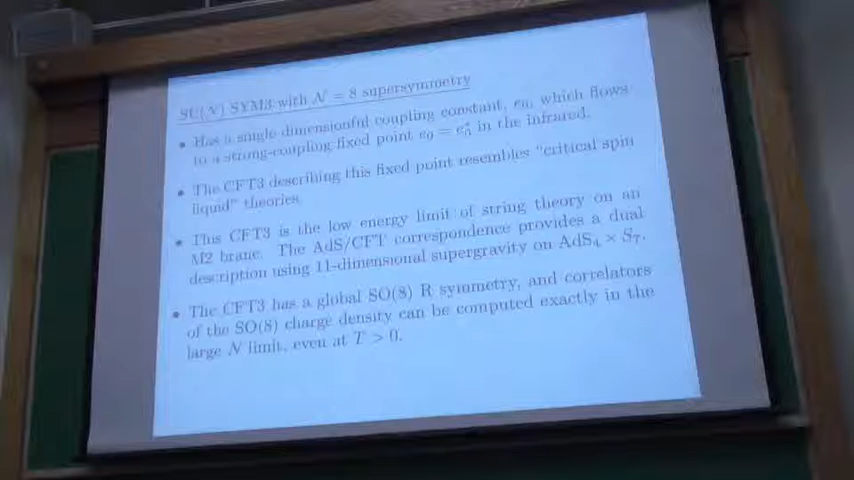 SU(N) SYM3 with 𝒩 = 8 supersymmetry
• Has a single dimensionful coupling constant, e₀, which flows
to a strong-coupling fixed point e₀ = e₀* in the infrared.
• The CFT3 describing this fixed point resembles "critical spin
liquid" theories.
• This CFT3 is the low energy limit of string theory on an
M2 brane. The AdS/CFT correspondence provides a dual
description using 11-dimensional supergravity on AdS₄ × S₇.
• The CFT3 has a global SO(8) R symmetry, and correlators
of the SO(8) charge density can be computed exactly in the
large N limit, even at T > 0.